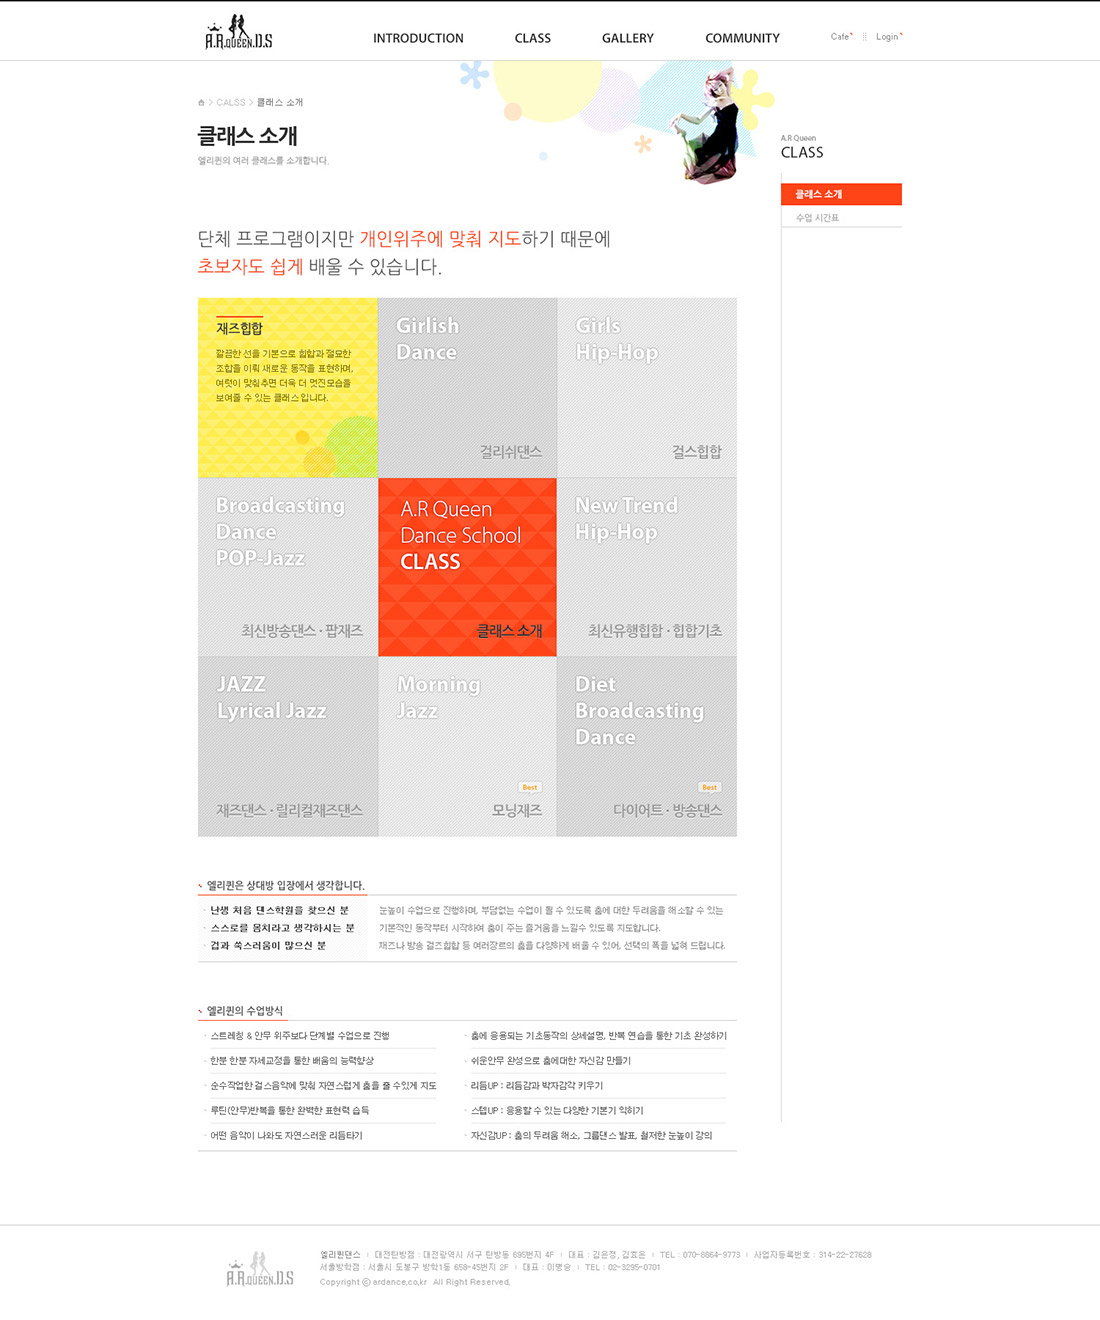 A.R.QUEEN.D.S
INTRODUCTION
CLASS
GALLERY
COMMUNITY
Cafe
Login
> CALSS > 클래스 소개
클래스 소개
엘리퀸의 여러 클래스를 소개합니다.
A.R Queen
CLASS
클래스 소개
수업 시간표
단체 프로그램이지만 개인위주에 맞춰 지도하기 때문에
초보자도 쉽게 배울 수 있습니다.
재즈힙합
깔끔한 선을 기본으로 힙합과 절묘한
조합을 이뤄 새로운 동작을 표현하며,
여럿이 맞춰추면 더욱 더 멋진모습을
보여줄 수 있는 클래스 입니다.
Girlish
Dance
걸리쉬댄스
Girls
Hip-Hop
걸스힙합
Broadcasting
Dance
POP-Jazz
최신방송댄스 · 팝재즈
A.R Queen
Dance School
CLASS
클래스 소개
New Trend
Hip-Hop
최신유행힙합 · 힙합기초
JAZZ
Lyrical Jazz
재즈댄스 · 릴리컬재즈댄스
Morning
Jazz
Best
모닝재즈
Diet
Broadcasting
Dance
Best
다이어트 · 방송댄스
엘리퀸은 상대방 입장에서 생각합니다.
· 난생 처음 댄스학원을 찾으신 분
· 스스로를 몸치라고 생각하시는 분
· 겁과 쑥스러움이 많으신 분
눈높이 수업으로 진행하며, 부담없는 수업이 될 수 있도록 춤에 대한 두려움을 해소할 수 있는
기본적인 동작부터 시작하여 춤이 주는 즐거움을 느낄수 있도록 지도합니다.
재즈나 방송 걸즈힙합 등 여러장르의 춤을 다양하게 배울 수 있어, 선택의 폭을 넓혀 드립니다.
엘리퀸의 수업방식
· 스트레칭 & 안무 위주보다 단계별 수업으로 진행
· 한분 한분 자세교정을 통한 배움의 능력향상
· 순수작업한 걸스음악에 맞춰 자연스럽게 춤을 출 수있게 지도
· 루틴(안무)반복을 통한 완벽한 표현력 습득
· 어떤 음악이 나와도 자연스러운 리듬타기
· 춤에 응용되는 기초동작의 상세설명, 반복 연습을 통한 기초 완성하기
· 쉬운안무 완성으로 춤에대한 자신감 만들기
· 리듬UP : 리듬감과 박자감각 키우기
· 스텝UP : 응용할 수 있는 다양한 기본기 익히기
· 자신감UP : 춤의 두려움 해소, 그룹댄스 발표, 철저한 눈높이 강의
A.R.QUEEN.D.S
엘리퀸댄스 | 대전탄방점 : 대전광역시 서구 탄방동 695번지 4F | 대표 : 김은정, 김효은 | TEL : 070-8864-9773 | 사업자등록번호 : 314-22-27628
서울방학점 : 서울시 도봉구 방학1동 658-45번지 2F | 대표 : 이명승 | TEL : 02-3295-0701
Copyright ⓒ ardance.co.kr All Right Reserved.